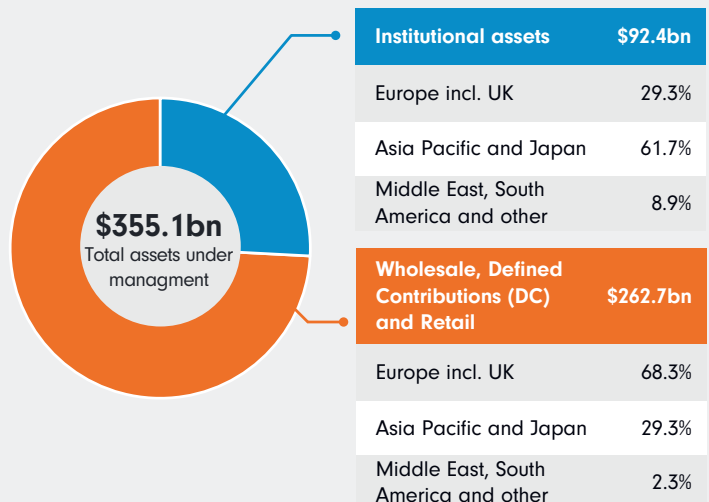 $355.1bn
Total assets under
managment
Institutional assets $92.4bn
Europe incl. UK 29.3%
Asia Pacific and Japan 61.7%
Middle East, South
America and other 8.9%
Wholesale, Defined
Contributions (DC) $262.7bn
and Retail
Europe incl. UK 68.3%
Asia Pacific and Japan 29.3%
Middle East, South
America and other 2.3%